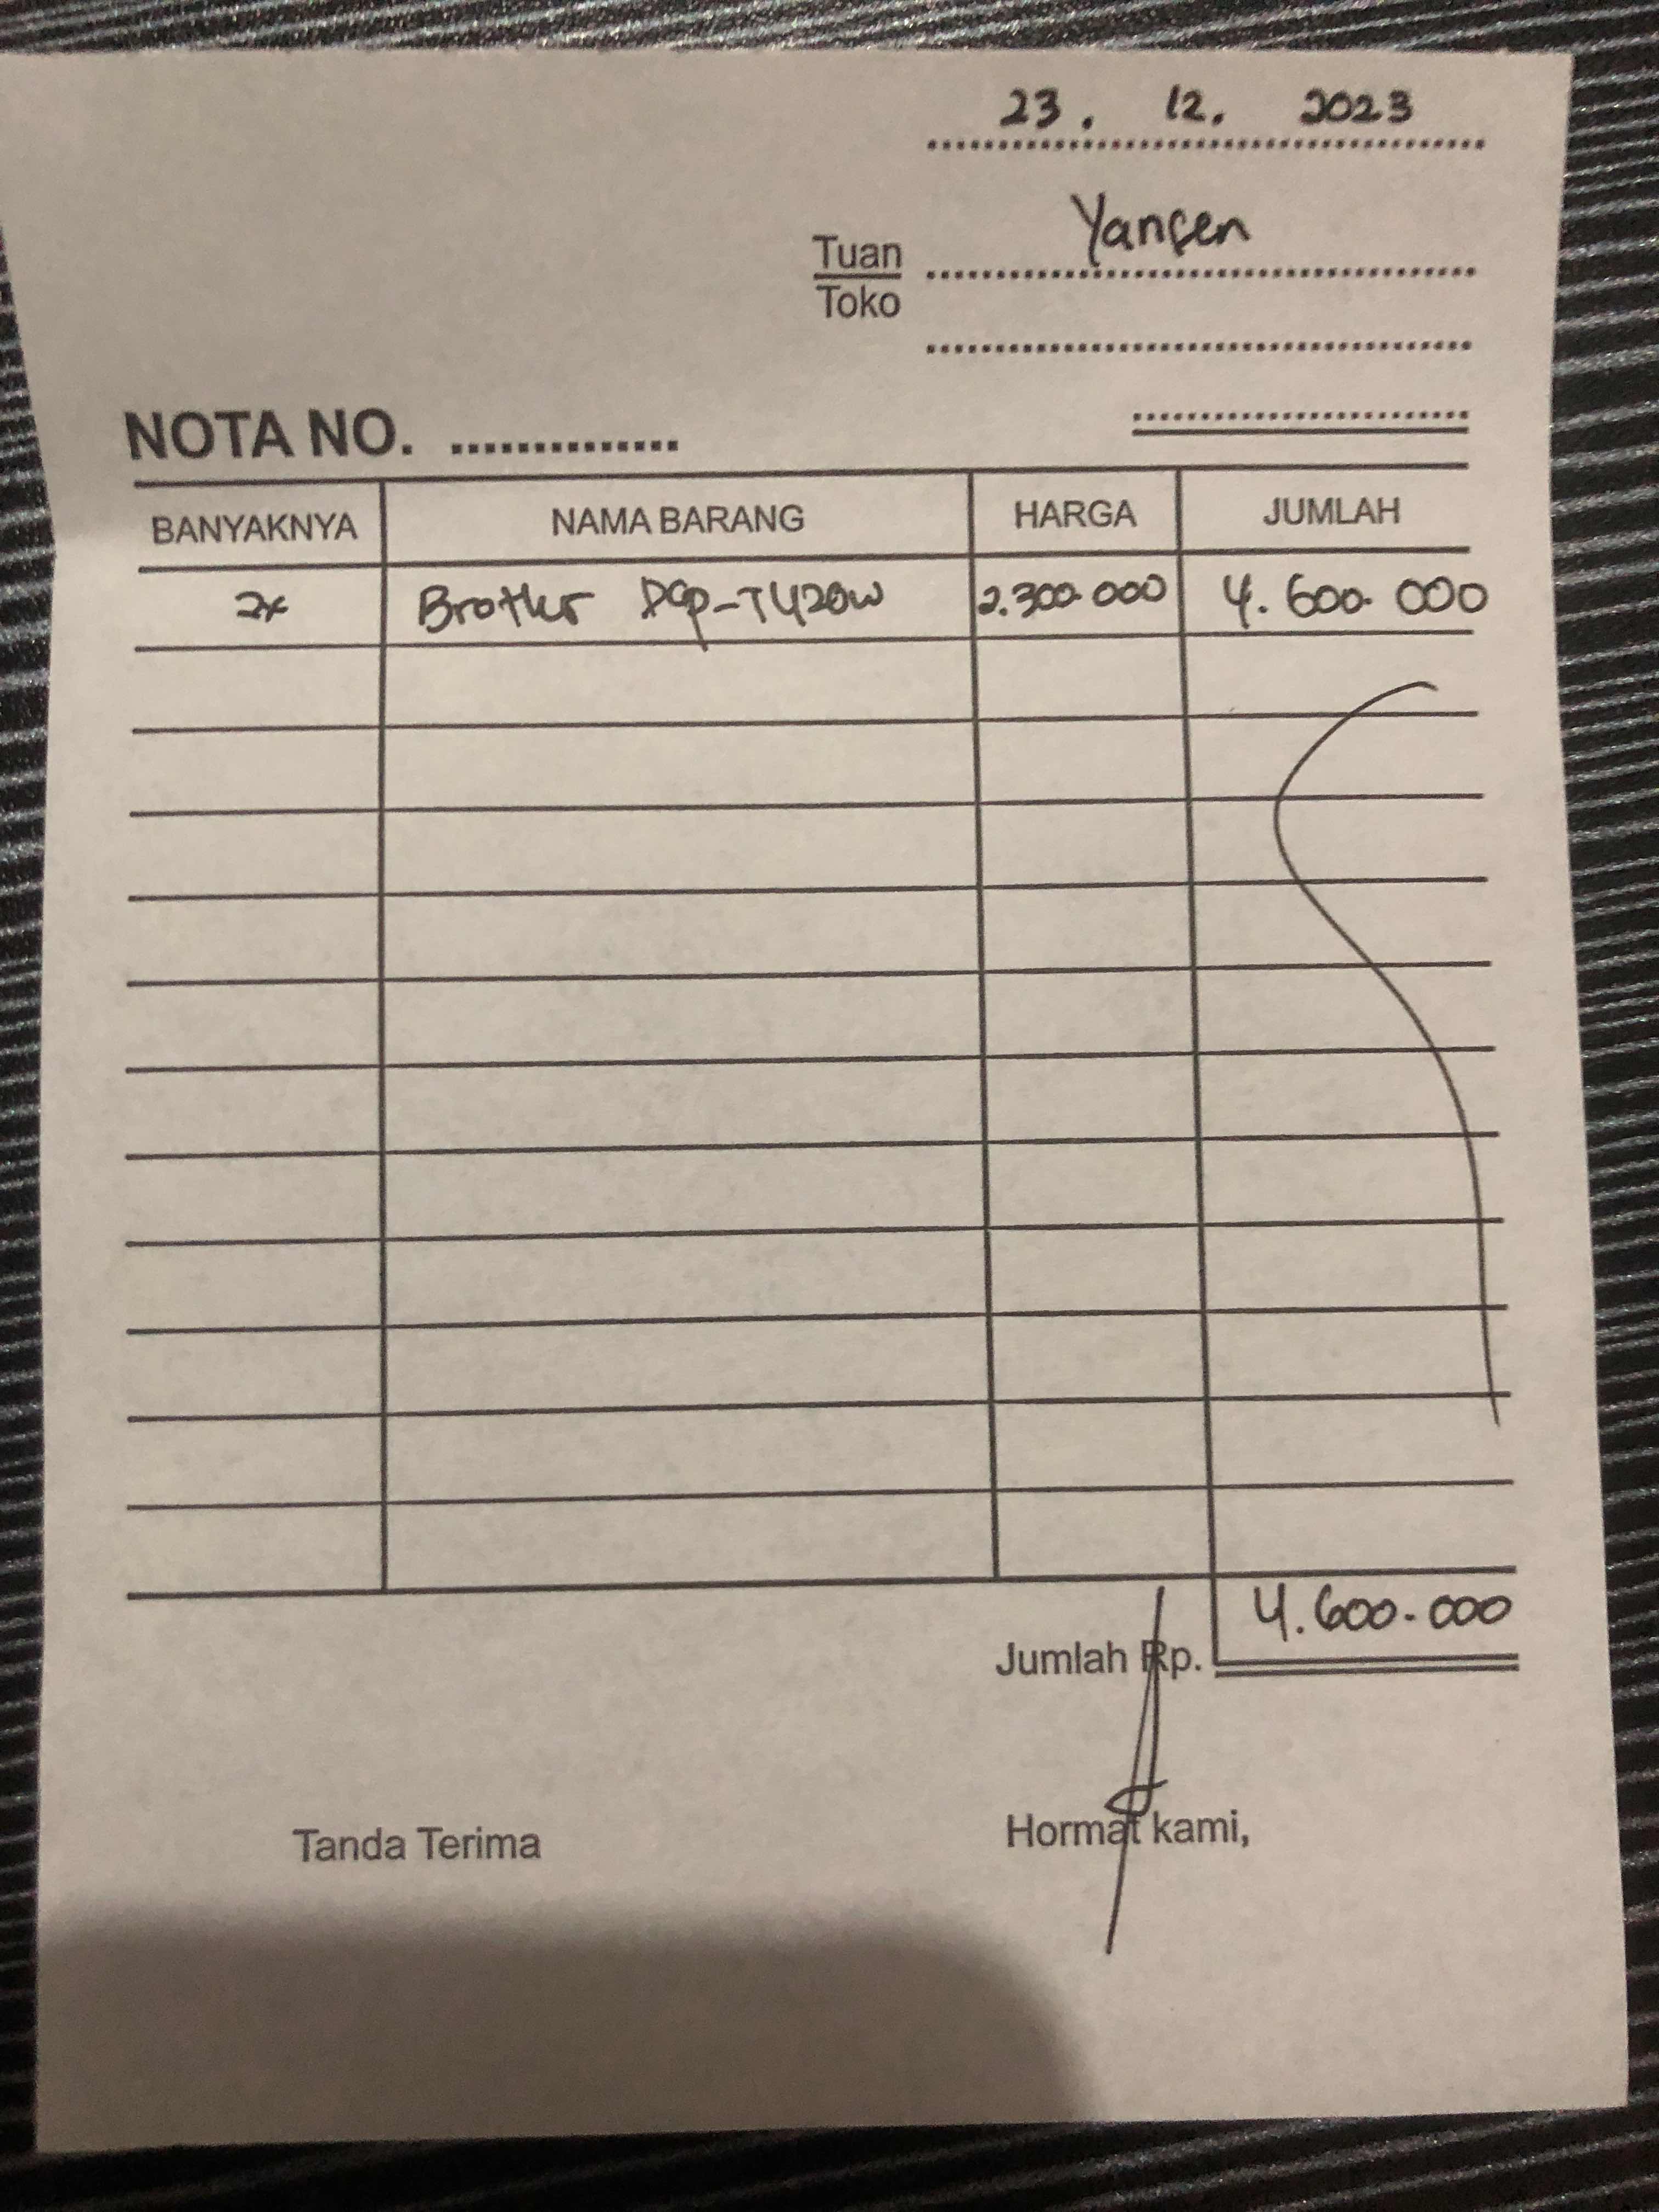 23. 12. 2023
Tuan Yansen
Toko
NOTA NO. ..............
BANYAKNYA NAMA BARANG HARGA JUMLAH
2x Brother DCP-T420W 2.300.000 4.600.000
Jumlah Rp. 4.600.000
Tanda Terima Hormat kami,